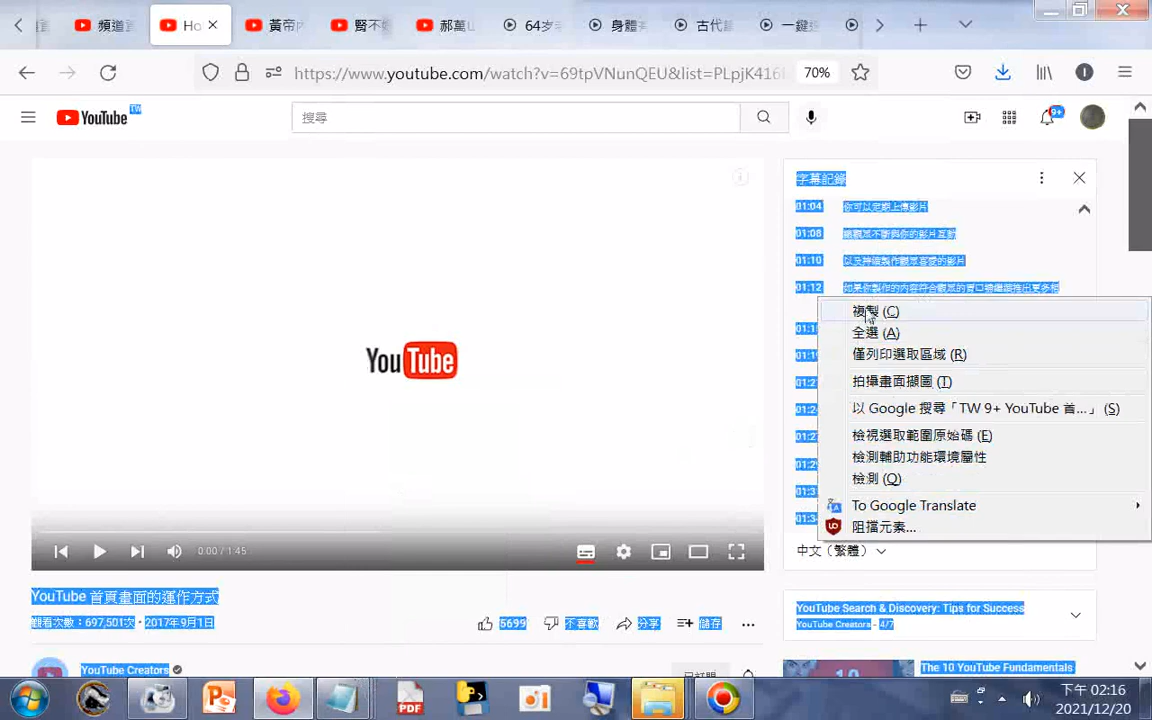 頻道
Ho
黃帝
腎不
郝萬山
64岁
身體
古代
一鍵
https://www.youtube.com/watch?v=69tpVNunQEU&list=PLpjK416
70%
YouTube TW
搜尋
9+
字幕記錄
01:04 你可以定期上傳影片
01:08 讓觀眾不斷與你的影片互動
01:10 以及持續製作觀眾喜愛的影片
01:12 如果你製作的內容符合觀眾的胃口
複製 (C)
全選 (A)
僅列印選取區域 (R)
拍攝畫面擷圖 (T)
以 Google 搜尋「TW 9+ YouTube 首...」 (S)
檢視選取範圍原始碼 (E)
檢測輔助功能環境屬性
檢測 (Q)
To Google Translate
阻擋元素...
You Tube
0:00 / 1:45
中文 (繁體)
YouTube 首頁畫面的運作方式
觀看次數：697,501次 • 2017年9月1日
5699 不喜歡 分享 儲存
YouTube Search & Discovery: Tips for Success
YouTube Creators - 4/7
YouTube Creators
已訂閱
The 10 YouTube Fundamentals
PDF
下午 02:16
2021/12/20